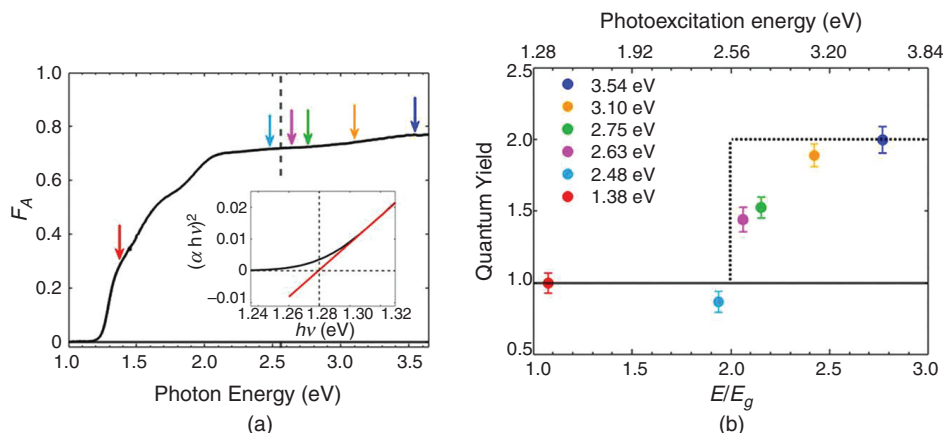 1.0
0.8
0.6
0.4
0.2
0
F_A
1.0 1.5 2.0 2.5 3.0 3.5
Photon Energy (eV)
(a)
(α hν)²
0.02
0.01
0
−0.01
1.24 1.26 1.28 1.30 1.32
hν (eV)
Photoexcitation energy (eV)
1.28 1.92 2.56 3.20 3.84
2.5
2.0
1.5
1.0
0.5
Quantum Yield
3.54 eV
3.10 eV
2.75 eV
2.63 eV
2.48 eV
1.38 eV
1.0 1.5 2.0 2.5 3.0
E/E_g
(b)